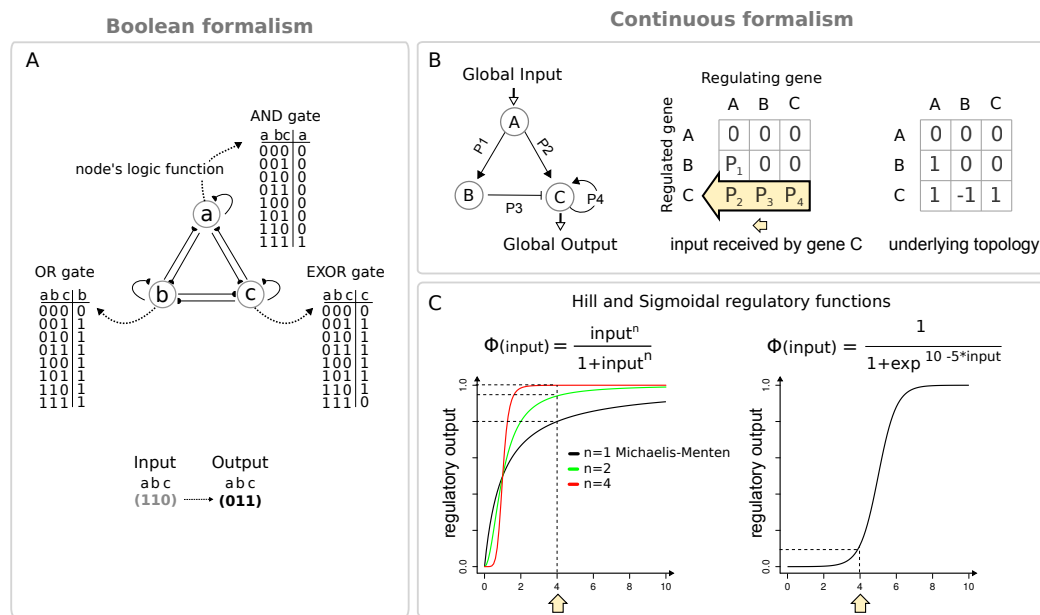 Boolean formalism
Continuous formalism
A
AND gate
a bc a
000 0
001 0
010 0
011 0
100 0
101 0
110 0
111 1
node's logic function
a
b
c
OR gate
a b c b
000 0
001 1
010 1
011 1
100 1
101 1
110 1
111 1
EXOR gate
a b c c
000 0
001 1
010 1
011 1
100 1
101 1
110 1
111 0
Input Output
a b c a b c
(110) (011)
B
Global Input
A
P1 P2
B C P4
P3
Global Output
Regulating gene
Regulated gene
A B C
A 0 0 0
B P1 0 0
C P2 P3 P4
input received by gene C
A B C
A 0 0 0
B 1 0 0
C 1 -1 1
underlying topology
C
Hill and Sigmoidal regulatory functions
Φ(input) = input^n / 1+input^n
regulatory output
1.0
0.0
n=1 Michaelis-Menten
n=2
n=4
0 2 4 6 8 10
Φ(input) = 1 / 1+exp^10 -5*input
regulatory output
1.0
0.0
0 2 4 6 8 10